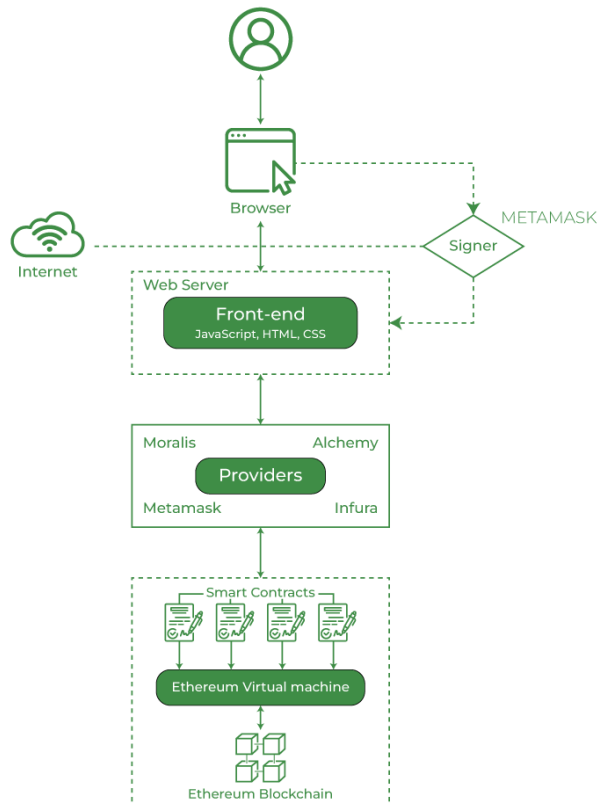 Browser
METAMASK
Signer
Internet
Web Server
Front-end
JavaScript, HTML, CSS
Moralis
Alchemy
Providers
Metamask
Infura
Smart Contracts
Ethereum Virtual machine
Ethereum Blockchain